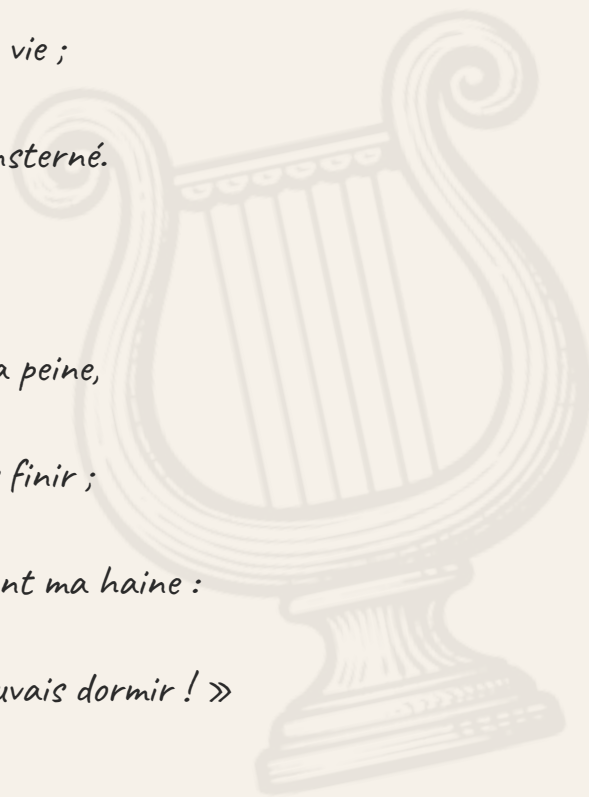 vie ;
nsterné.
a peine,
finir ;
nt ma haine :
uvais dormir ! »